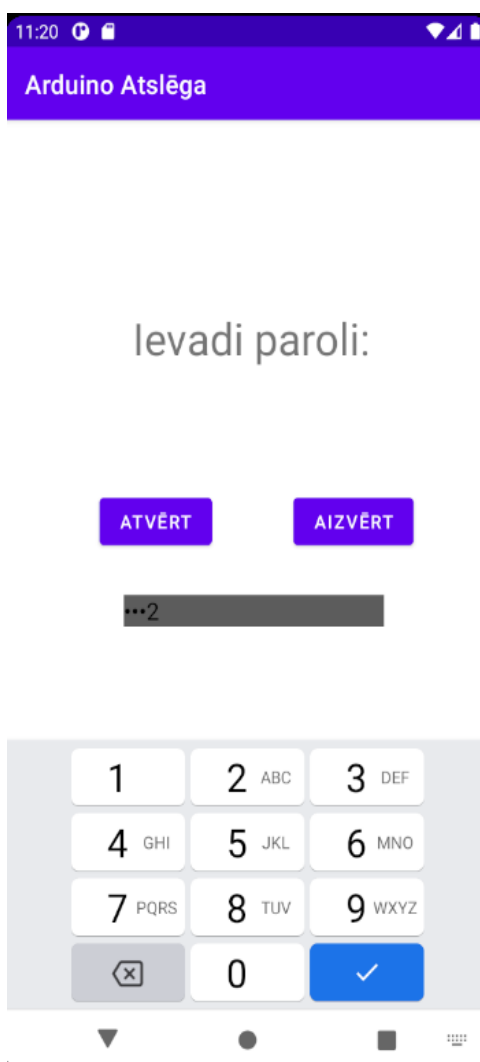 11:20
Arduino Atslēga
Ievadi paroli:
ATVĒRT AIZVĒRT
•••2
1 2 ABC 3 DEF
4 GHI 5 JKL 6 MNO
7 PQRS 8 TUV 9 WXYZ
0